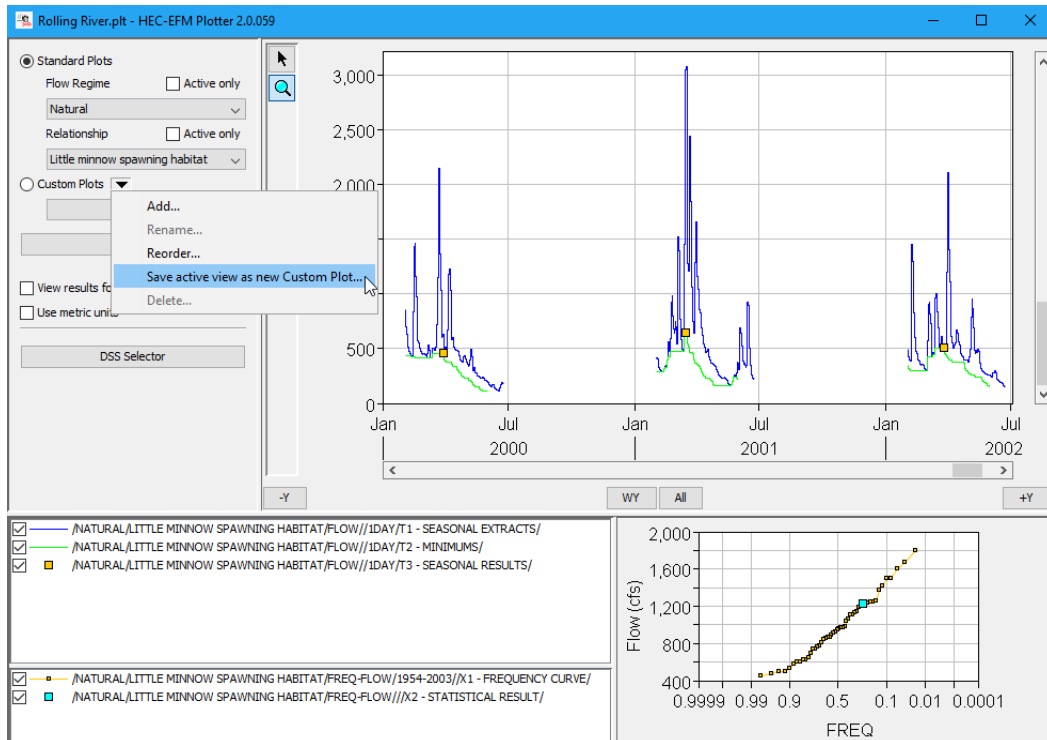 Rolling River.plt - HEC-EFM Plotter 2.0.059
Standard Plots
Flow Regime
Active only
Natural
Relationship
Active only
Little minnow spawning habitat
Custom Plots
Add...
Rename...
Reorder...
Save active view as new Custom Plot...
Delete...
View results fo
Use metric units
DSS Selector
3,000
2,500
2,000
500
0
Jan
Jul
Jan
Jul
Jan
Jul
2000
2001
2002
-Y
WY
All
+Y
/NATURAL/LITTLE MINNOW SPAWNING HABITAT/FLOW//1DAY/T1 - SEASONAL EXTRACTS/
/NATURAL/LITTLE MINNOW SPAWNING HABITAT/FLOW//1DAY/T2 - MINIMUMS/
/NATURAL/LITTLE MINNOW SPAWNING HABITAT/FLOW//1DAY/T3 - SEASONAL RESULTS/
/NATURAL/LITTLE MINNOW SPAWNING HABITAT/FREQ-FLOW/1954-2003//X1 - FREQUENCY CURVE/
/NATURAL/LITTLE MINNOW SPAWNING HABITAT/FREQ-FLOW///X2 - STATISTICAL RESULT/
2,000
1,600
1,200
800
400
Flow (cfs)
0.9999 0.99 0.9 0.5 0.1 0.01 0.0001
FREQ